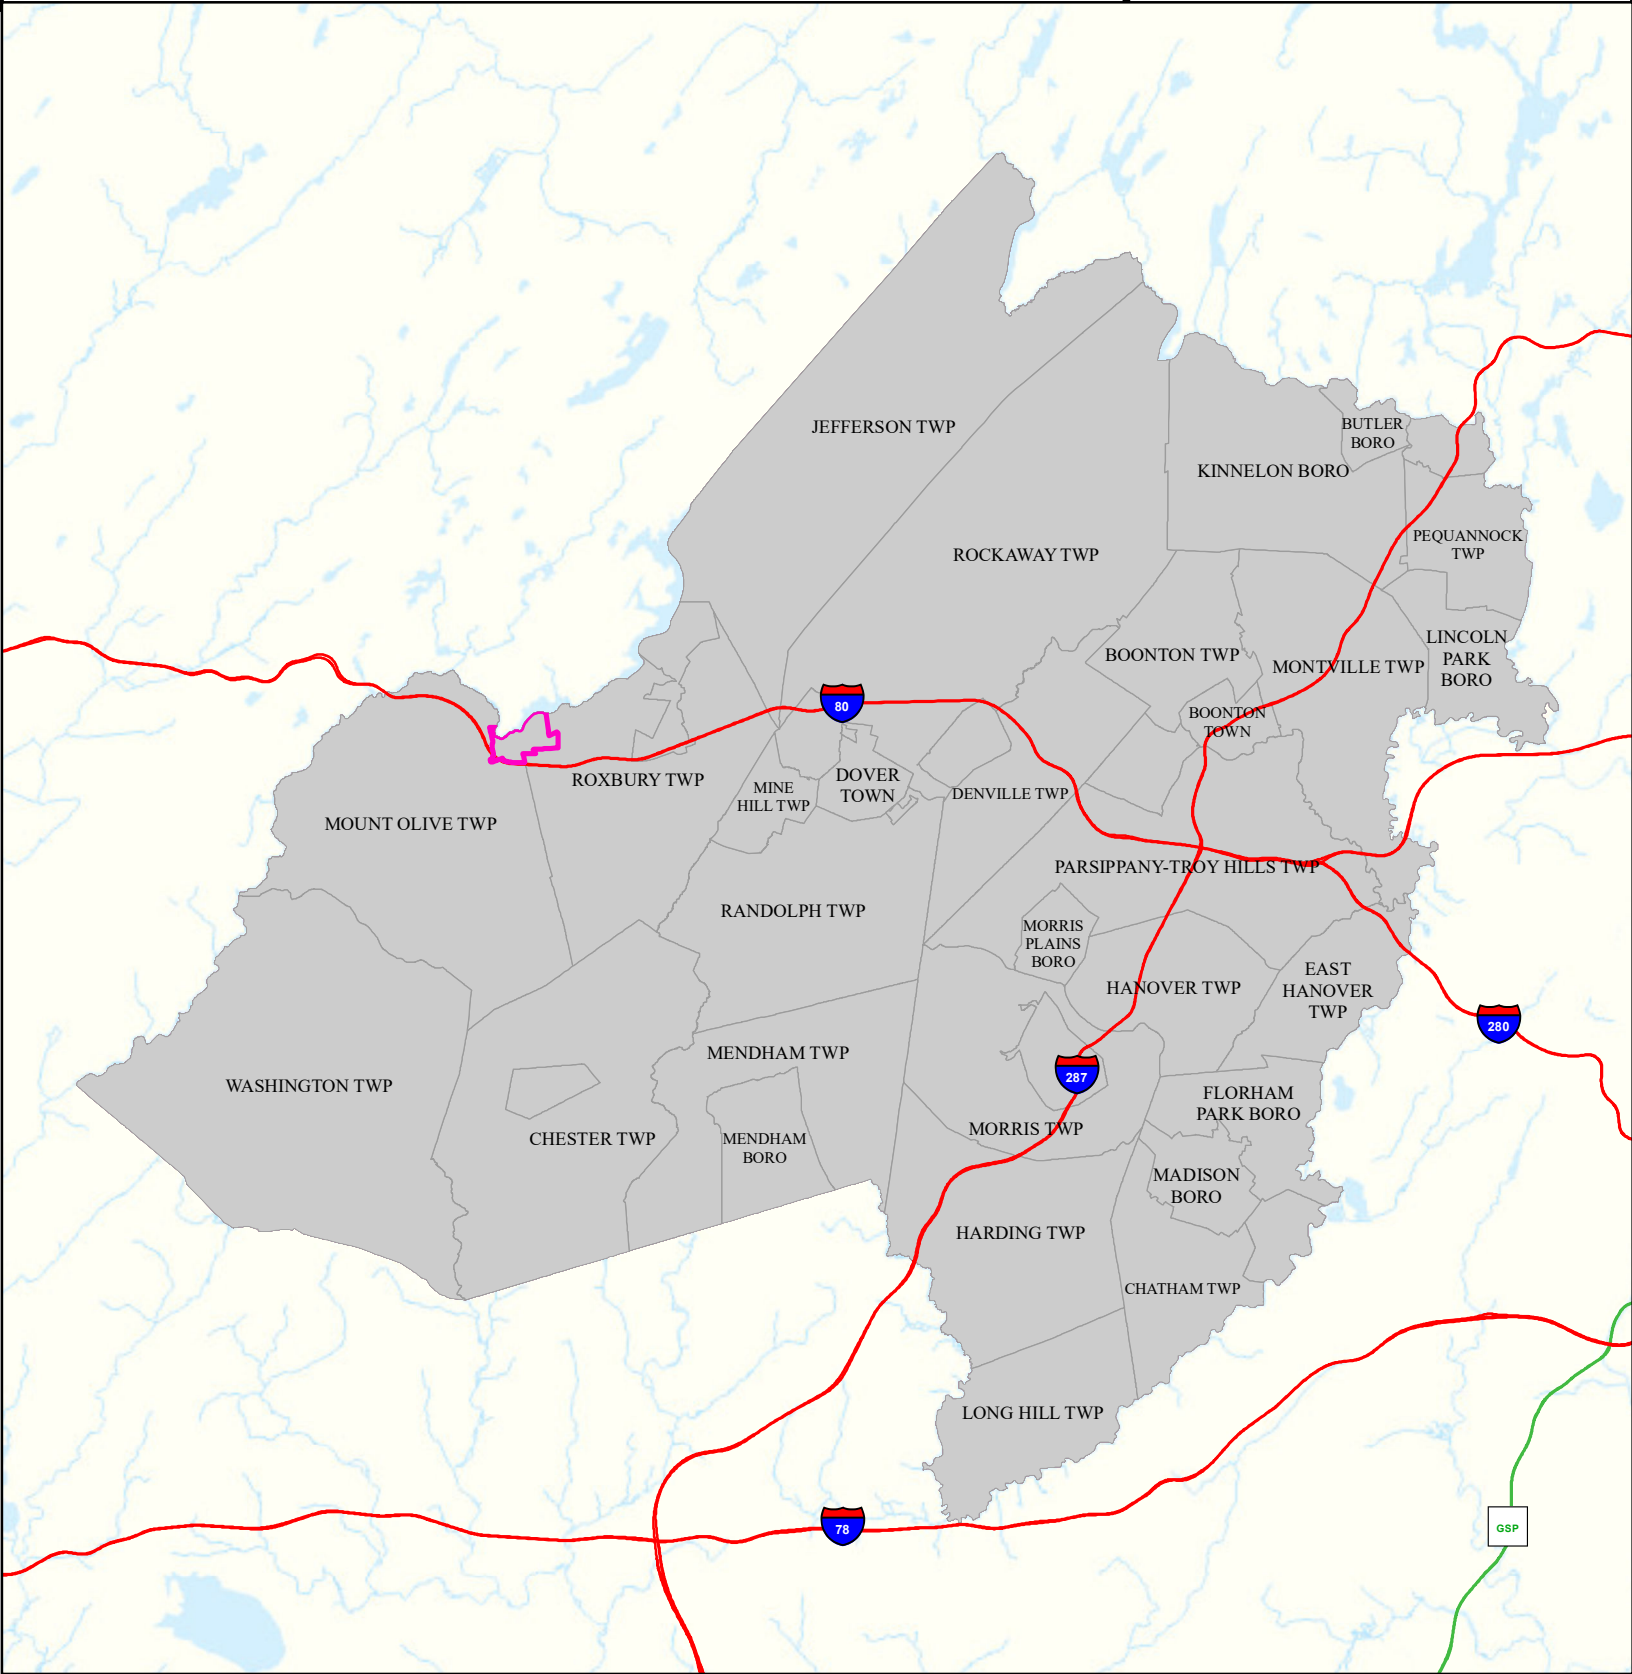 JEFFERSON TWP
BUTLER
BORO
KINNELON BORO
PEQUANNOCK
TWP
ROCKAWAY TWP
LINCOLN
PARK
BORO
BOONTON TWP
MONTVILLE TWP
80
BOONTON
TOWN
ROXBURY TWP
MINE
HILL TWP
DOVER
TOWN
DENVILLE TWP
MOUNT OLIVE TWP
PARSIPPANY-TROY HILLS TWP
RANDOLPH TWP
MORRIS
PLAINS
BORO
HANOVER TWP
EAST
HANOVER
TWP
280
MENDHAM TWP
287
WASHINGTON TWP
FLORHAM
PARK BORO
CHESTER TWP
MENDHAM
BORO
MORRIS TWP
MADISON
BORO
HARDING TWP
CHATHAM TWP
LONG HILL TWP
78
GSP